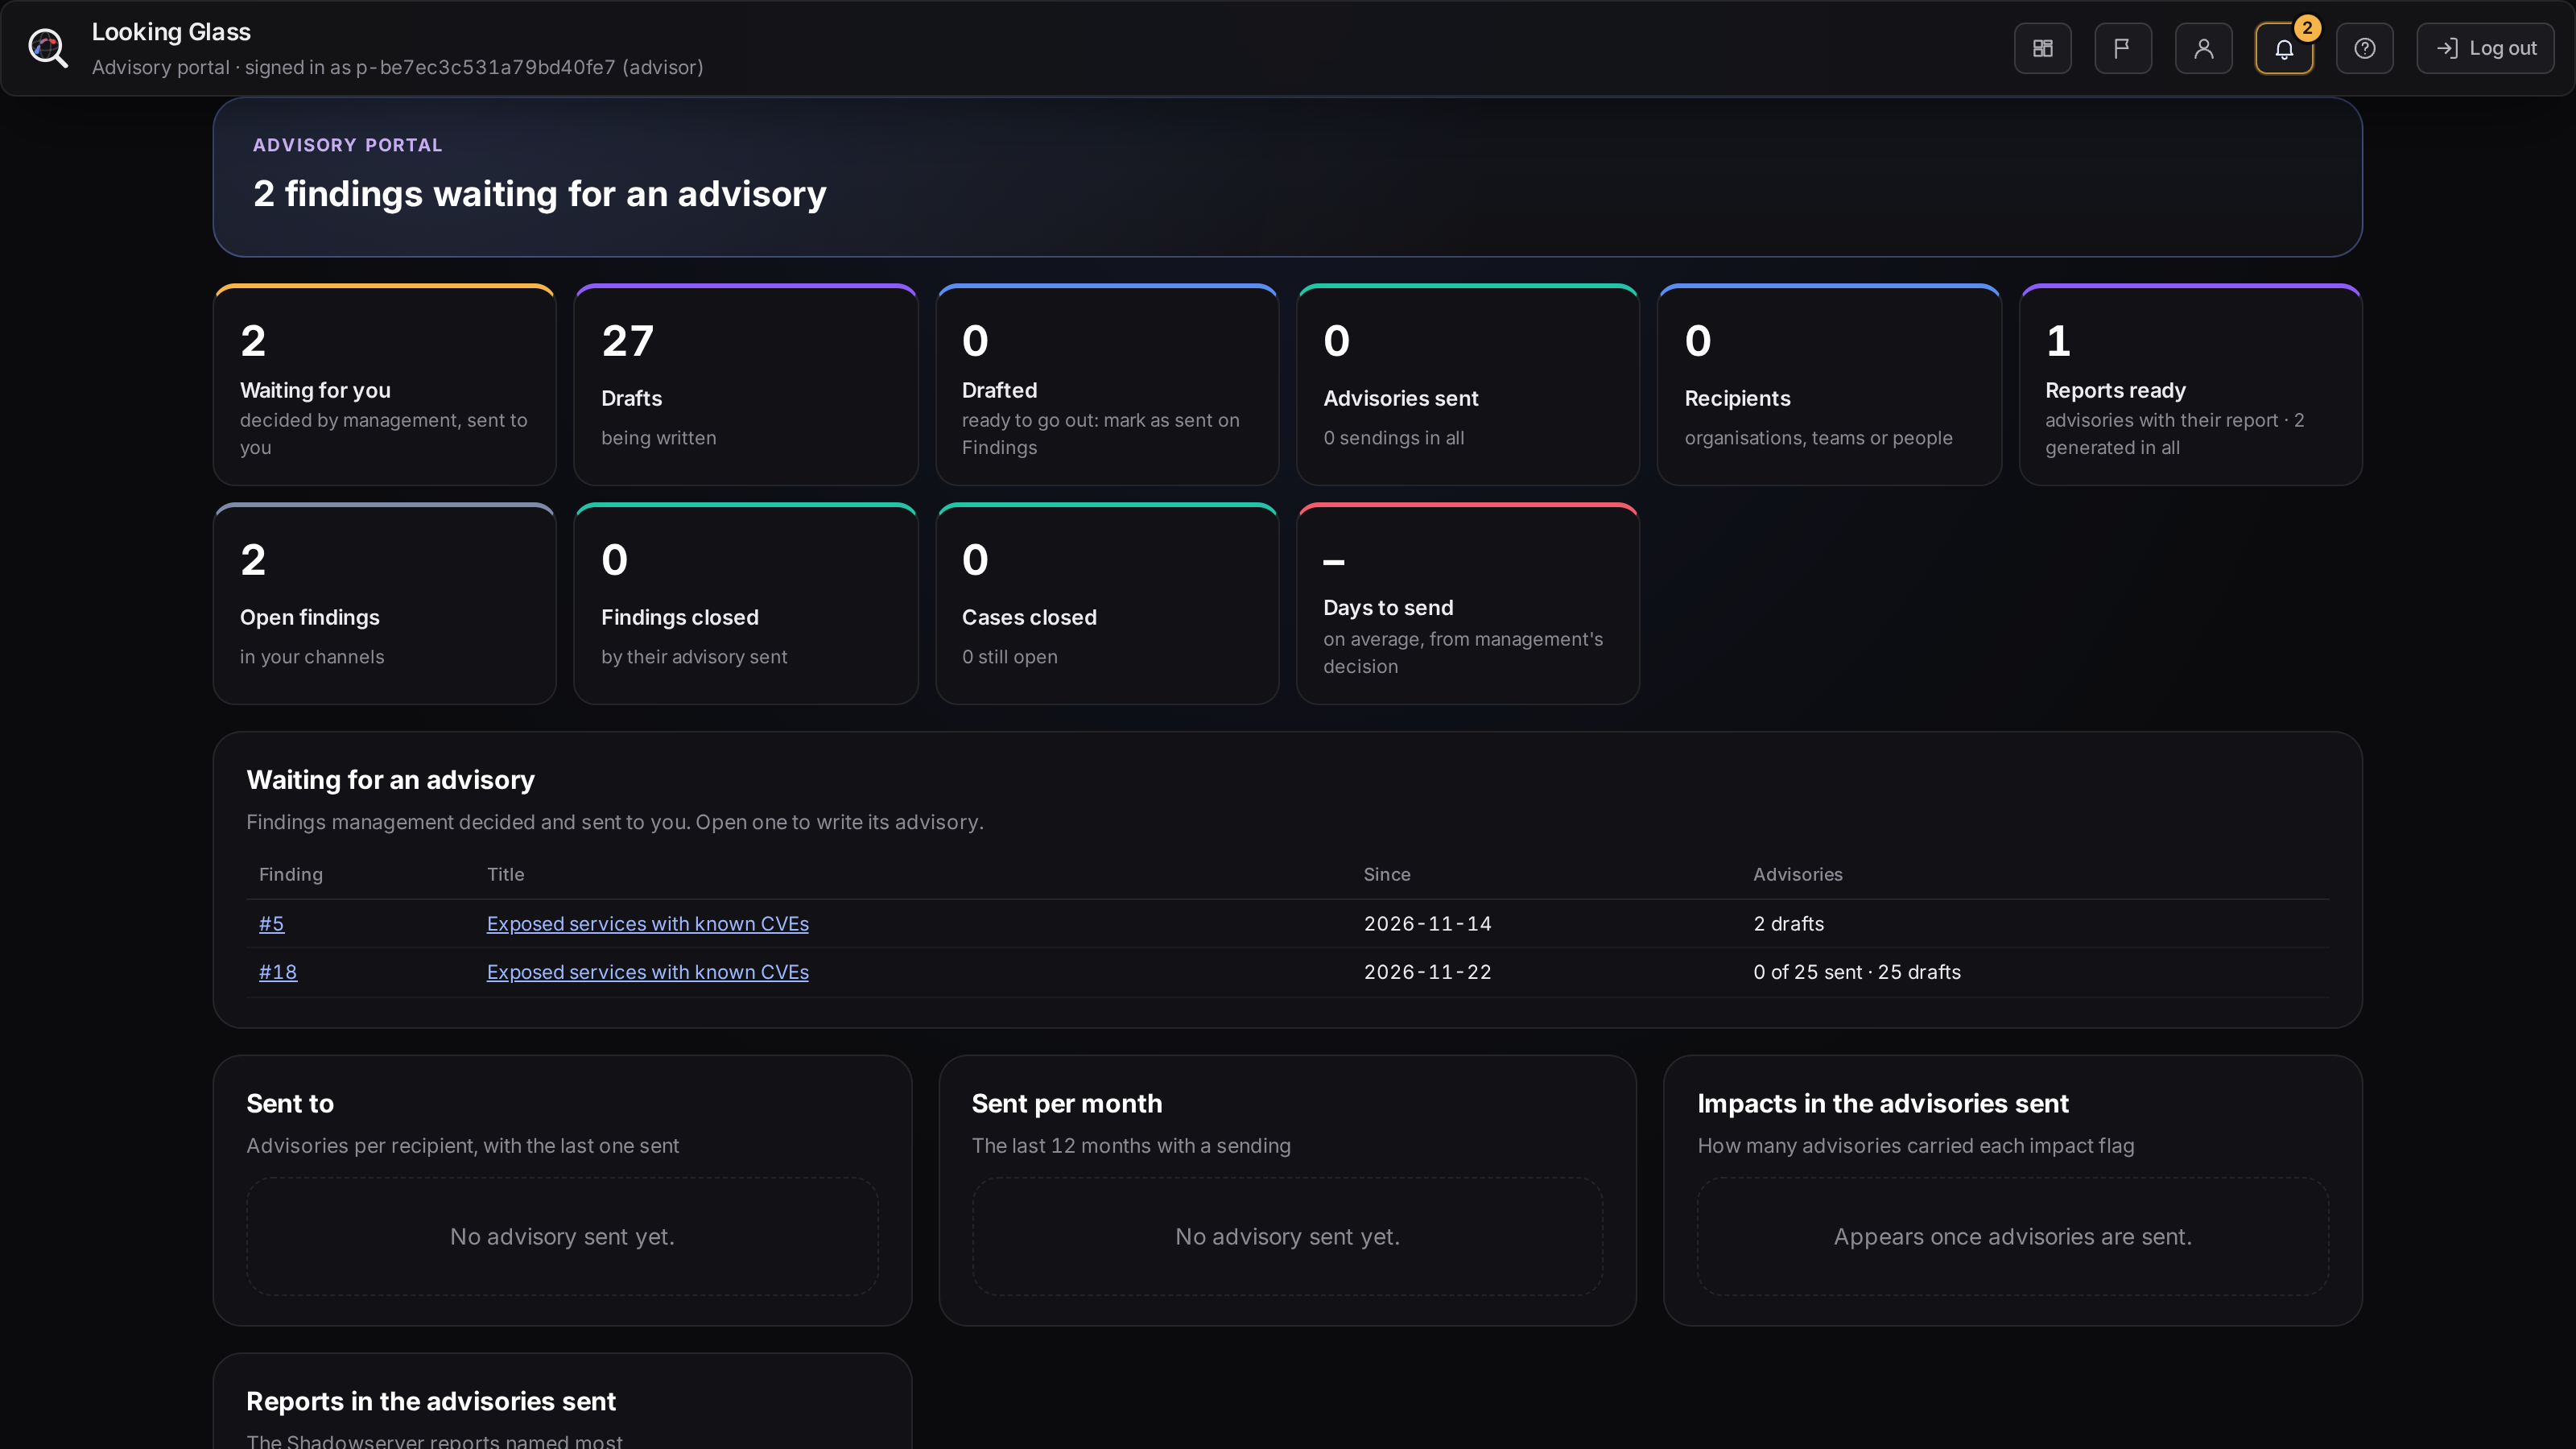 Looking Glass
Advisory portal · signed in as p-be7ec3c531a79bd40fe7 (advisor)
2
Log out
ADVISORY PORTAL
2 findings waiting for an advisory
2
Waiting for you
decided by management, sent to
you
27
Drafts
being written
0
Drafted
ready to go out: mark as sent on
Findings
0
Advisories sent
0 sendings in all
0
Recipients
organisations, teams or people
1
Reports ready
advisories with their report · 2
generated in all
2
Open findings
in your channels
0
Findings closed
by their advisory sent
0
Cases closed
0 still open
–
Days to send
on average, from management's
decision
Waiting for an advisory
Findings management decided and sent to you. Open one to write its advisory.
Finding Title Since Advisories
#5 Exposed services with known CVEs 2026-11-14 2 drafts
#18 Exposed services with known CVEs 2026-11-22 0 of 25 sent · 25 drafts
Sent to
Advisories per recipient, with the last one sent
No advisory sent yet.
Sent per month
The last 12 months with a sending
No advisory sent yet.
Impacts in the advisories sent
How many advisories carried each impact flag
Appears once advisories are sent.
Reports in the advisories sent
The Shadowserver reports named most